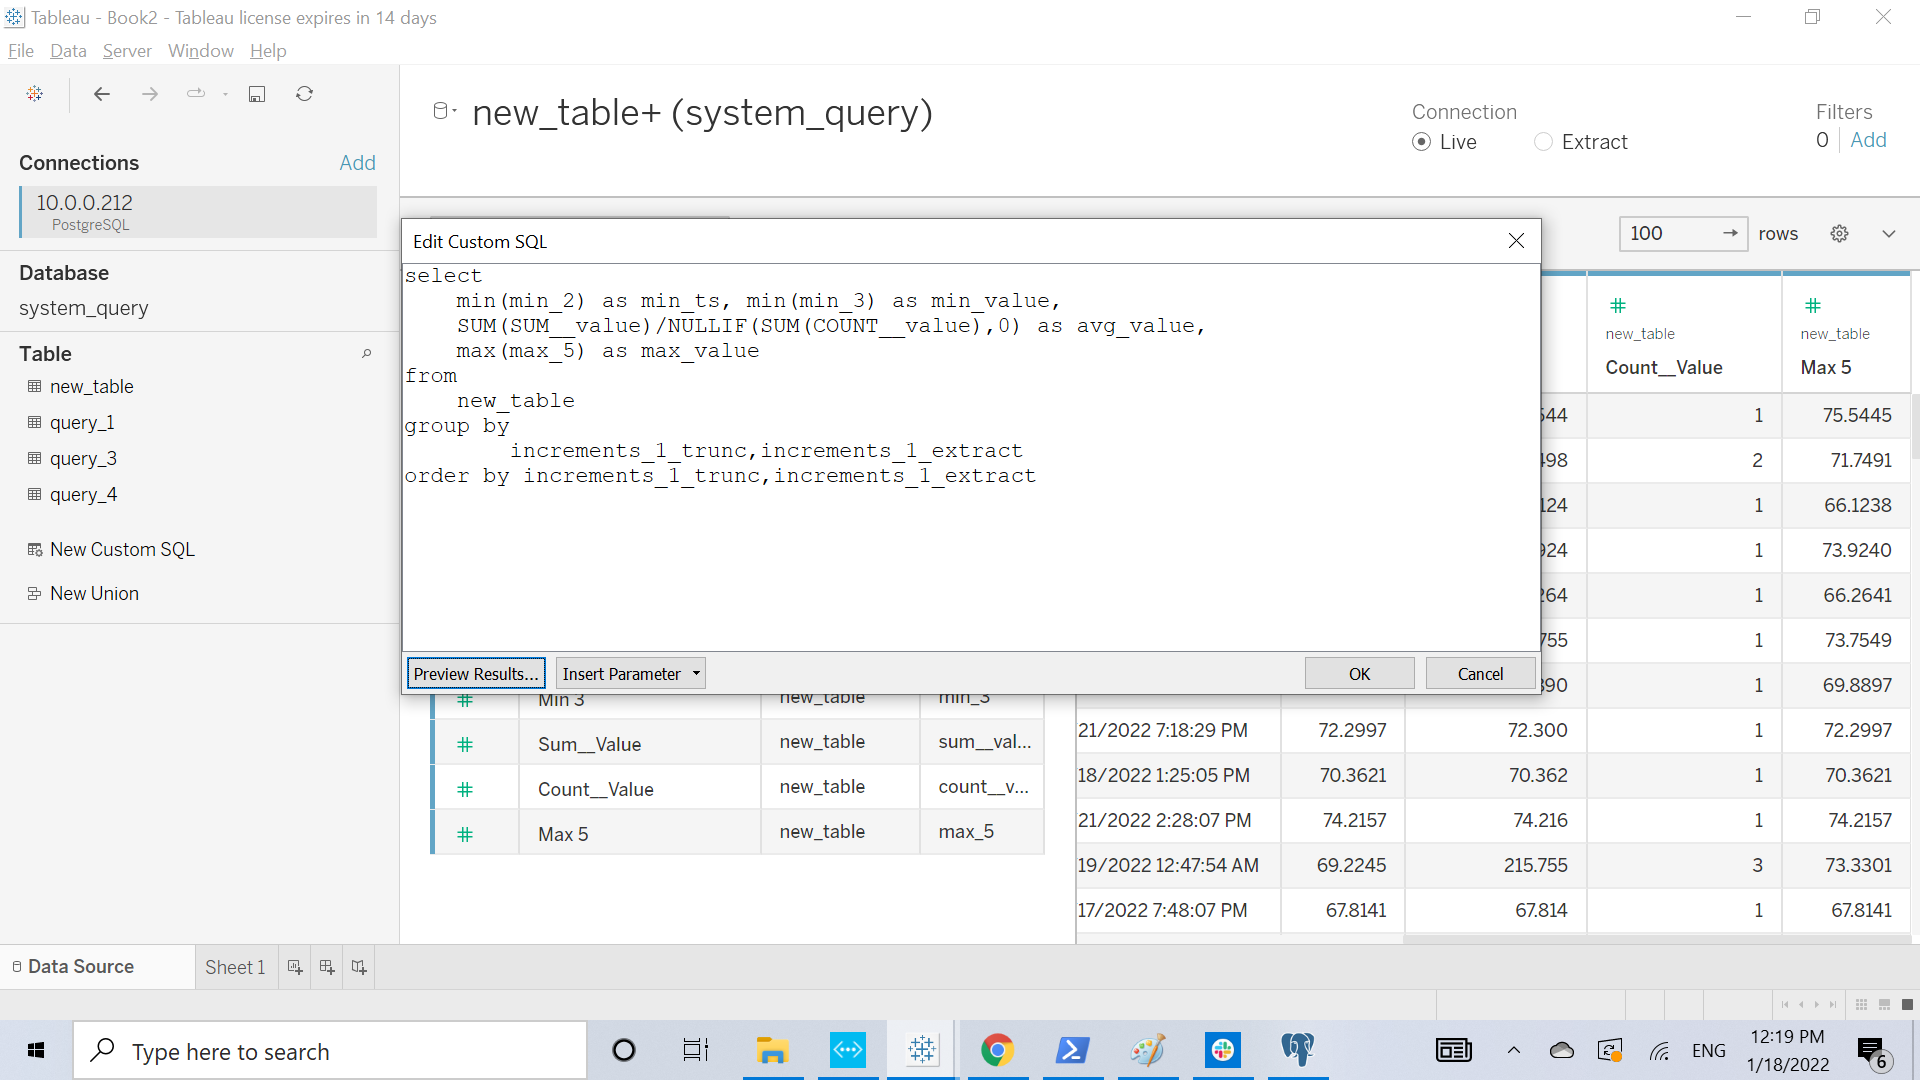 Tableau - Book2 - Tableau license expires in 14 days
File Data Server Window Help
new_table+ (system_query)
Connection
Live Extract
Filters
0 Add
Connections Add
10.0.0.212
PostgreSQL
Database
system_query
Table
new_table
query_1
query_3
query_4
New Custom SQL
New Union
100 rows
Edit Custom SQL
select
min(min_2) as min_ts, min(min_3) as min_value,
SUM(SUM__value)/NULLIF(SUM(COUNT__value),0) as avg_value,
max(max_5) as max_value
from
new_table
group by
increments_1_trunc,increments_1_extract
order by increments_1_trunc,increments_1_extract
Preview Results... Insert Parameter OK Cancel
new_table new_table
Count__Value Max 5
544 1 75.5445
498 2 71.7491
124 1 66.1238
924 1 73.9240
264 1 66.2641
755 1 73.7549
890 1 69.8897
Min 3 new_table min_3
Sum__Value new_table sum__val...
Count__Value new_table count__v...
Max 5 new_table max_5
21/2022 7:18:29 PM 72.2997 72.300 1 72.2997
18/2022 1:25:05 PM 70.3621 70.362 1 70.3621
21/2022 2:28:07 PM 74.2157 74.216 1 74.2157
19/2022 12:47:54 AM 69.2245 215.755 3 73.3301
17/2022 7:48:07 PM 67.8141 67.814 1 67.8141
Data Source Sheet 1
Type here to search
ENG
12:19 PM
1/18/2022
6